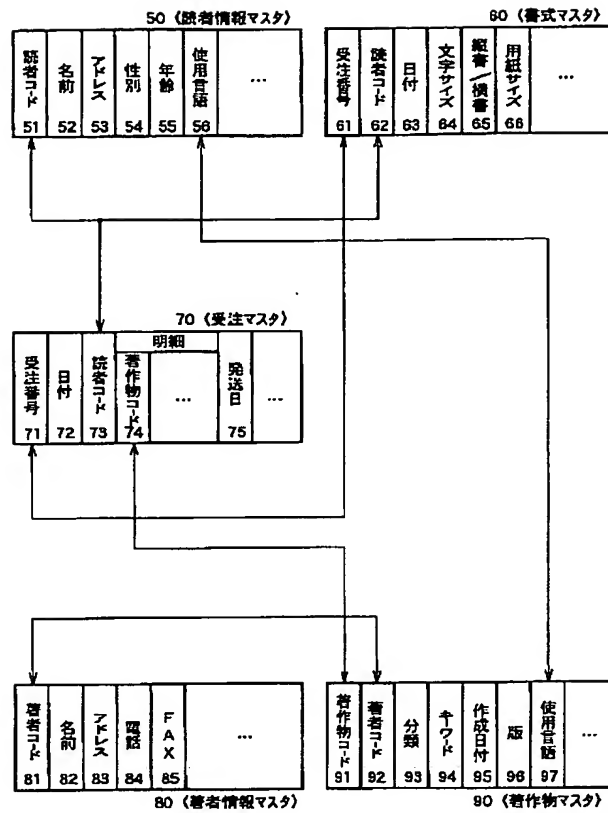 50《読者情報マスタ》
読者コード 51
名前 52
アドレス 53
性別 54
年齢 55
使用言語 56
…
60《書式マスタ》
受注番号 61
読者コード 62
日付 63
文字サイズ 64
縦書／横書 65
用紙サイズ 66
…
70《受注マスタ》
受注番号 71
日付 72
読者コード 73
明細
著作物コード 74
…
発送日 75
…
著者コード 81
名前 82
アドレス 83
電話 84
FAX 85
…
80《著者情報マスタ》
著作物コード 91
著者コード 92
分類 93
キーワード 94
作成日付 95
版 96
使用言語 97
…
90《著作物マスタ》